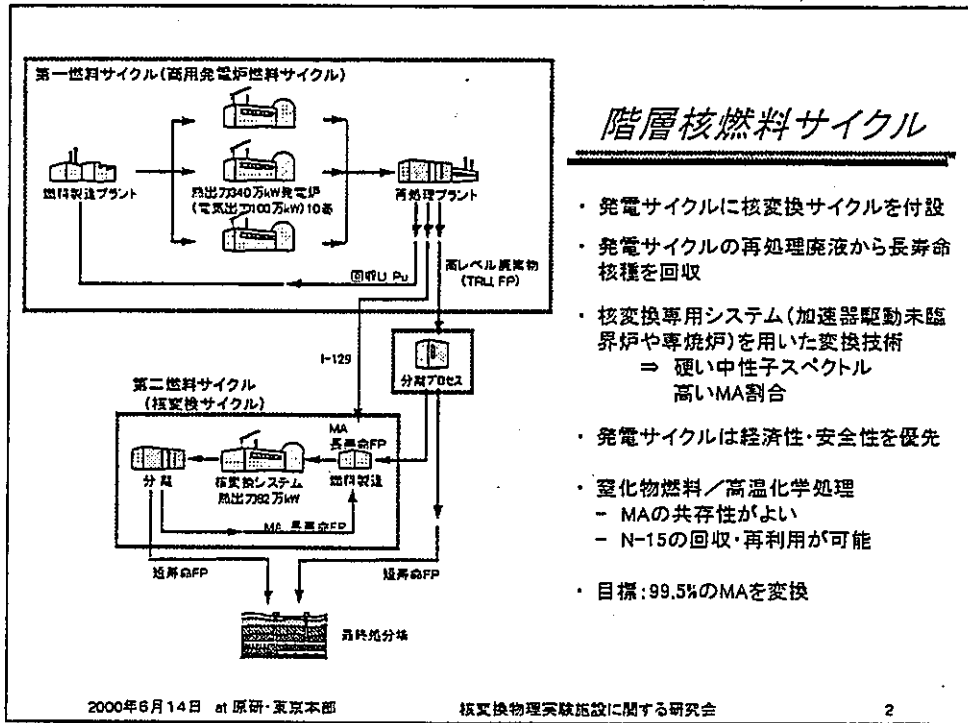 第一燃料サイクル(商用発電炉燃料サイクル)
燃料製造プラント
熱出力340万kW発電炉
(電気出力100万kW)10基
再処理プラント
回収U, Pu
高レベル廃棄物
(TRU, FP)
I-129
分離プロセス
第二燃料サイクル
(核変換サイクル)
MA
長寿命FP
分離
核変換システム
熱出力82万kW
燃料製造
MA, 長寿命FP
短寿命FP
短寿命FP
最終処分場
階層核燃料サイクル
・ 発電サイクルに核変換サイクルを付設
・ 発電サイクルの再処理廃液から長寿命
核種を回収
・ 核変換専用システム(加速器駆動未臨
界炉や専焼炉)を用いた変換技術
⇒ 硬い中性子スペクトル
高いMA割合
・ 発電サイクルは経済性・安全性を優先
・ 窒化物燃料/高温化学処理
- MAの共存性がよい
- N-15の回収・再利用が可能
・ 目標:99.5%のMAを変換
2000年6月14日 at 原研・東京本部
核変換物理実験施設に関する研究会
2